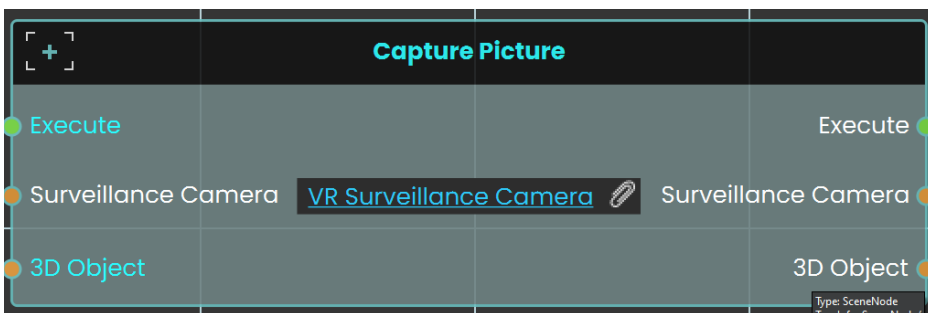 Capture Picture
Execute Execute
Surveillance Camera VR Surveillance Camera Surveillance Camera
3D Object 3D Object
Type: SceneNode